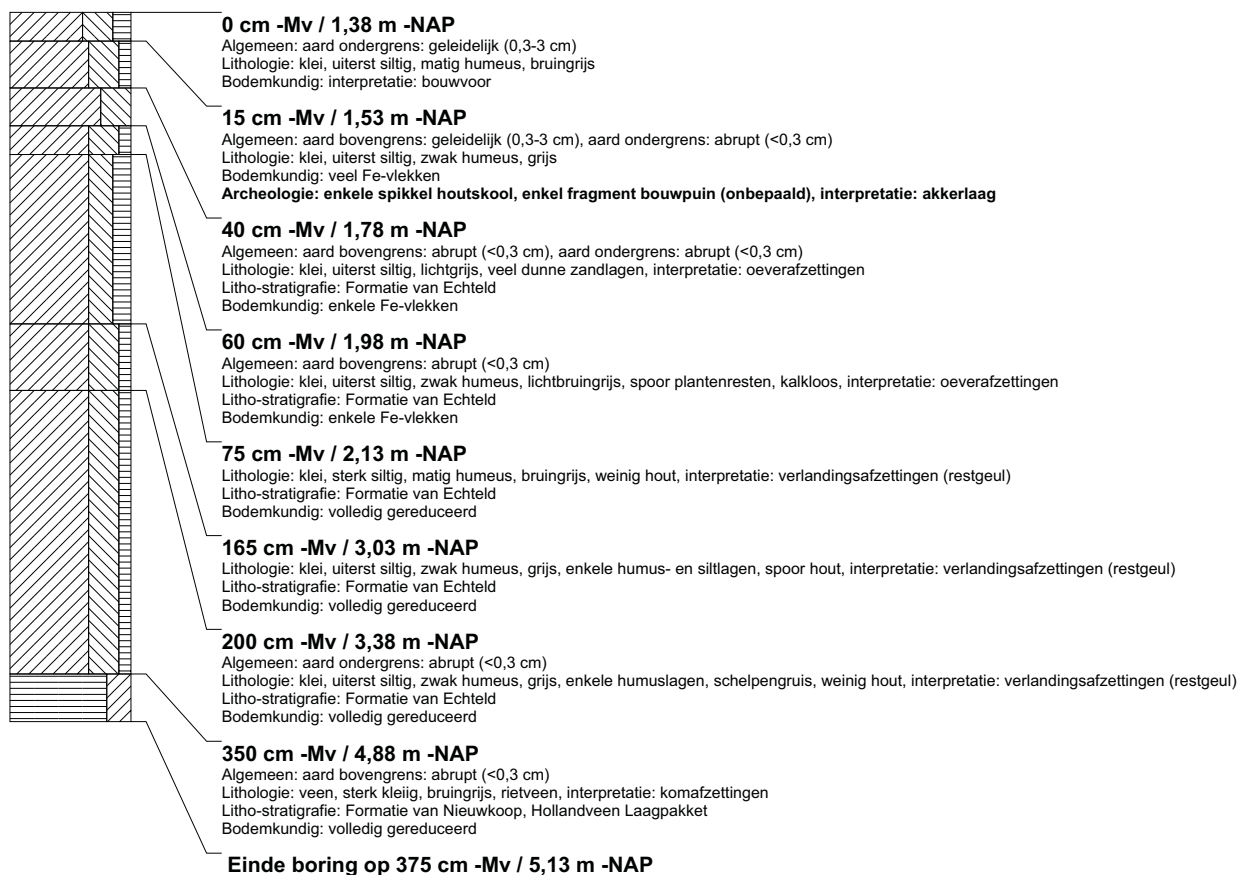 0 cm -Mv / 1,38 m -NAP
Algemeen: aard ondergrens: geleidelijk (0,3-3 cm)
Lithologie: klei, uiterst siltig, matig humeus, bruingrijs
Bodemkundig: interpretatie: bouwvoor
15 cm -Mv / 1,53 m -NAP
Algemeen: aard bovengrens: geleidelijk (0,3-3 cm), aard ondergrens: abrupt (<0,3 cm)
Lithologie: klei, uiterst siltig, zwak humeus, grijs
Bodemkundig: veel Fe-vlekken
Archeologie: enkele spikkel houtskool, enkel fragment bouwpuin (onbepaald), interpretatie: akkerlaag
40 cm -Mv / 1,78 m -NAP
Algemeen: aard bovengrens: abrupt (<0,3 cm), aard ondergrens: abrupt (<0,3 cm)
Lithologie: klei, uiterst siltig, lichtgrijs, veel dunne zandlagen, interpretatie: oeverafzettingen
Litho-stratigrafie: Formatie van Echteld
Bodemkundig: enkele Fe-vlekken
60 cm -Mv / 1,98 m -NAP
Algemeen: aard bovengrens: abrupt (<0,3 cm)
Lithologie: klei, uiterst siltig, zwak humeus, lichtbruingrijs, spoor plantenresten, kalkloos, interpretatie: oeverafzettingen
Litho-stratigrafie: Formatie van Echteld
Bodemkundig: enkele Fe-vlekken
75 cm -Mv / 2,13 m -NAP
Lithologie: klei, sterk siltig, matig humeus, bruingrijs, weinig hout, interpretatie: verlandingsafzettingen (restgeul)
Litho-stratigrafie: Formatie van Echteld
Bodemkundig: volledig gereduceerd
165 cm -Mv / 3,03 m -NAP
Lithologie: klei, uiterst siltig, zwak humeus, grijs, enkele humus- en siltlagen, spoor hout, interpretatie: verlandingsafzettingen (restgeul)
Litho-stratigrafie: Formatie van Echteld
Bodemkundig: volledig gereduceerd
200 cm -Mv / 3,38 m -NAP
Algemeen: aard ondergrens: abrupt (<0,3 cm)
Lithologie: klei, uiterst siltig, zwak humeus, grijs, enkele humuslagen, schelpengruis, weinig hout, interpretatie: verlandingsafzettingen (restgeul)
Litho-stratigrafie: Formatie van Echteld
Bodemkundig: volledig gereduceerd
350 cm -Mv / 4,88 m -NAP
Algemeen: aard bovengrens: abrupt (<0,3 cm)
Lithologie: veen, sterk kleiig, bruingrijs, rietveen, interpretatie: komafzettingen
Litho-stratigrafie: Formatie van Nieuwkoop, Hollandveen Laagpakket
Bodemkundig: volledig gereduceerd
Einde boring op 375 cm -Mv / 5,13 m -NAP